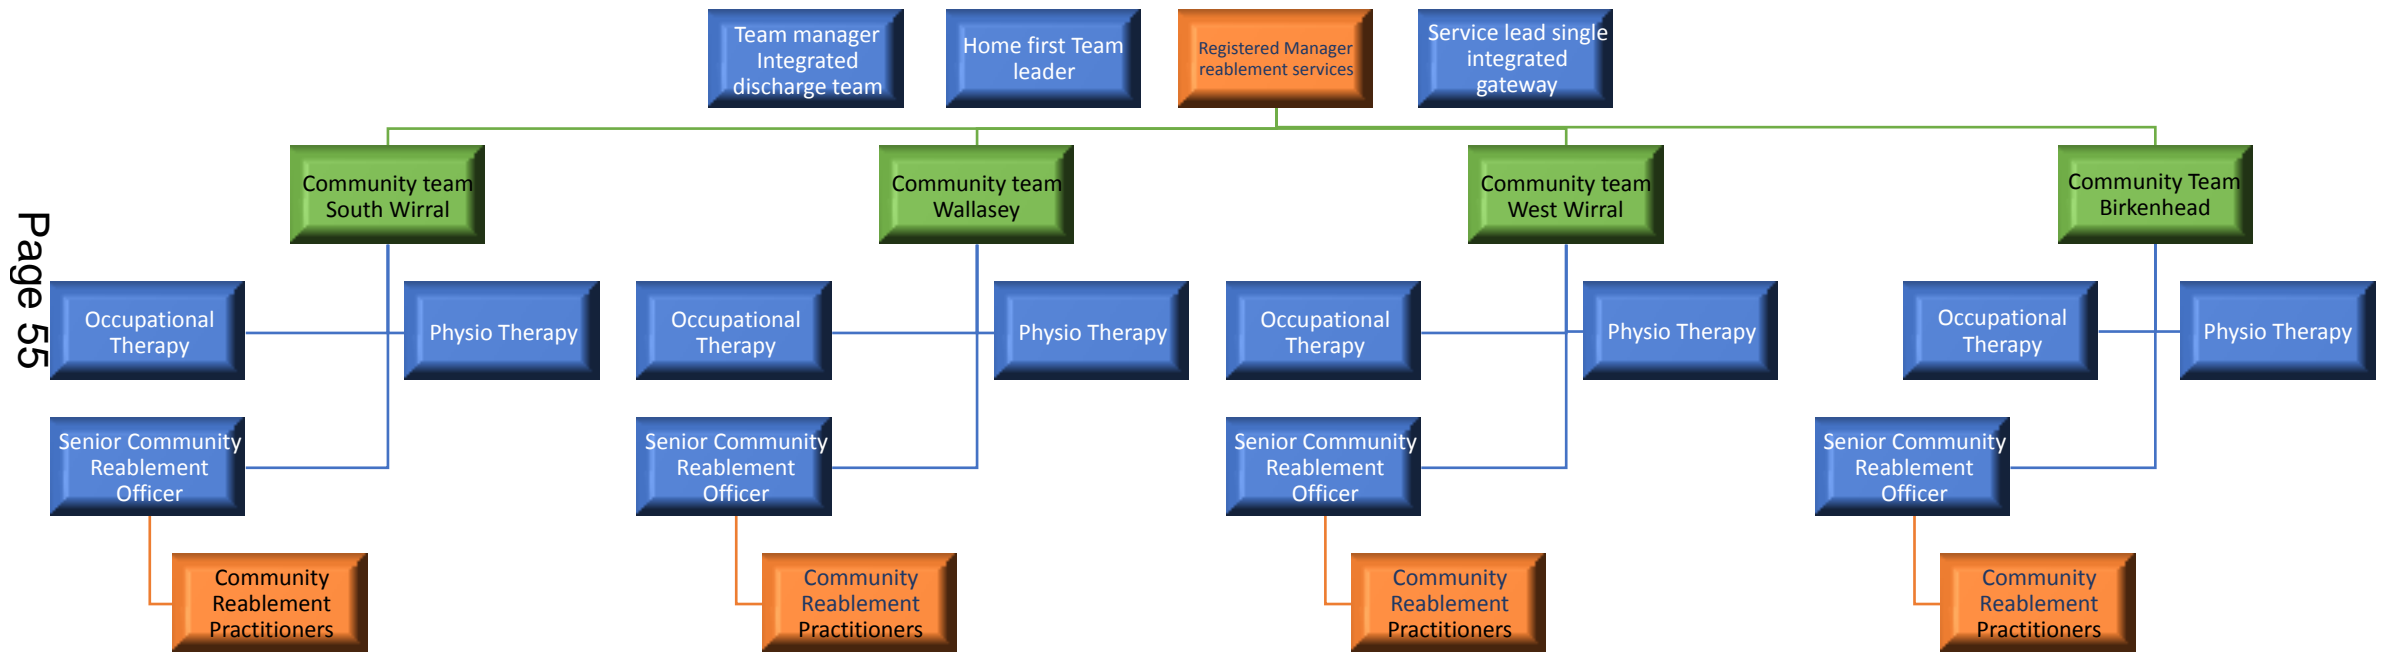 Team manager
Integrated
discharge team
Home first Team
leader
Registered Manager
reablement services
Service lead single
integrated
gateway
Community team
South Wirral
Community team
Wallasey
Community team
West Wirral
Community Team
Birkenhead
Page 55
Occupational
Therapy
Physio Therapy
Occupational
Therapy
Physio Therapy
Occupational
Therapy
Physio Therapy
Occupational
Therapy
Physio Therapy
Senior Community
Reablement
Officer
Senior Community
Reablement
Officer
Senior Community
Reablement
Officer
Senior Community
Reablement
Officer
Community
Reablement
Practitioners
Community
Reablement
Practitioners
Community
Reablement
Practitioners
Community
Reablement
Practitioners